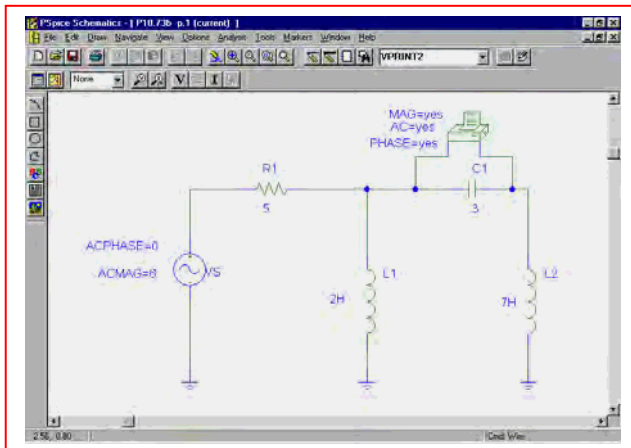 PSpice Schematics - [ P10.73b p.1 (current) ]
File Edit Draw Navigate View Options Analysis Tools Markers Window Help
VPRINT2
None
MAG=yes
AC=yes
PHASE=yes
R1
C1
5
3
ACPHASE=0
ACMAG=6
VS
L1
L2
2H
7H
Cmd: Wire